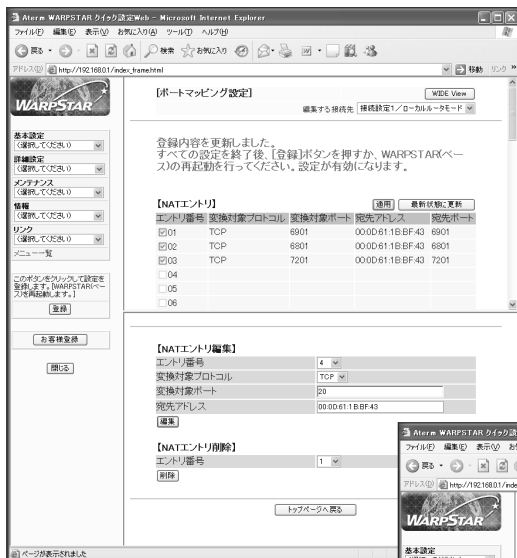 Aterm WARPSTAR クイック設定Web - Microsoft Internet Explorer
ファイル(F) 編集(E) 表示(V) お気に入り(A) ツール(T) ヘルプ(H)
戻る 検索 お気に入り
アドレス(D) http://192.168.0.1/index_frame.html 移動 リンク »
WARPSTAR
基本設定
(選択してください)
詳細設定
(選択してください)
メンテナンス
(選択してください)
情報
(選択してください)
リンク
(選択してください)
メニュー一覧
このボタンをクリックして設定を
登録します。[WARPSTARベー
ス)を再起動します。]
登録
お客様登録
閉じる
[ポートマッピング設定]
WIDE View
編集する接続先 接続設定1/ローカルルータモード
登録内容を更新しました。
すべての設定を終了後、[登録]ボタンを押すか、WARPSTAR(ベー
ス)の再起動を行ってください。設定が有効になります。
【NATエントリ】 適用 最新状態に更新
エントリ番号 変換対象プロトコル 変換対象ポート 宛先アドレス 宛先ポート
01 TCP 6901 00:0D:61:1B:BF:43 6901
02 TCP 6801 00:0D:61:1B:BF:43 6801
03 TCP 7201 00:0D:61:1B:BF:43 7201
04
05
06
【NATエントリ編集】
エントリ番号 4
変換対象プロトコル TCP
変換対象ポート 20
宛先アドレス 00:0D:61:1B:BF:43
編集
【NATエントリ削除】
エントリ番号 1
削除
トップページへ戻る
ページが表示されました
Aterm WARPSTAR クイック設
ファイル(F) 編集(E) 表示(V) お
戻る
アドレス(D) http://192.168.0.1/inde
WARPSTAR
基本設定